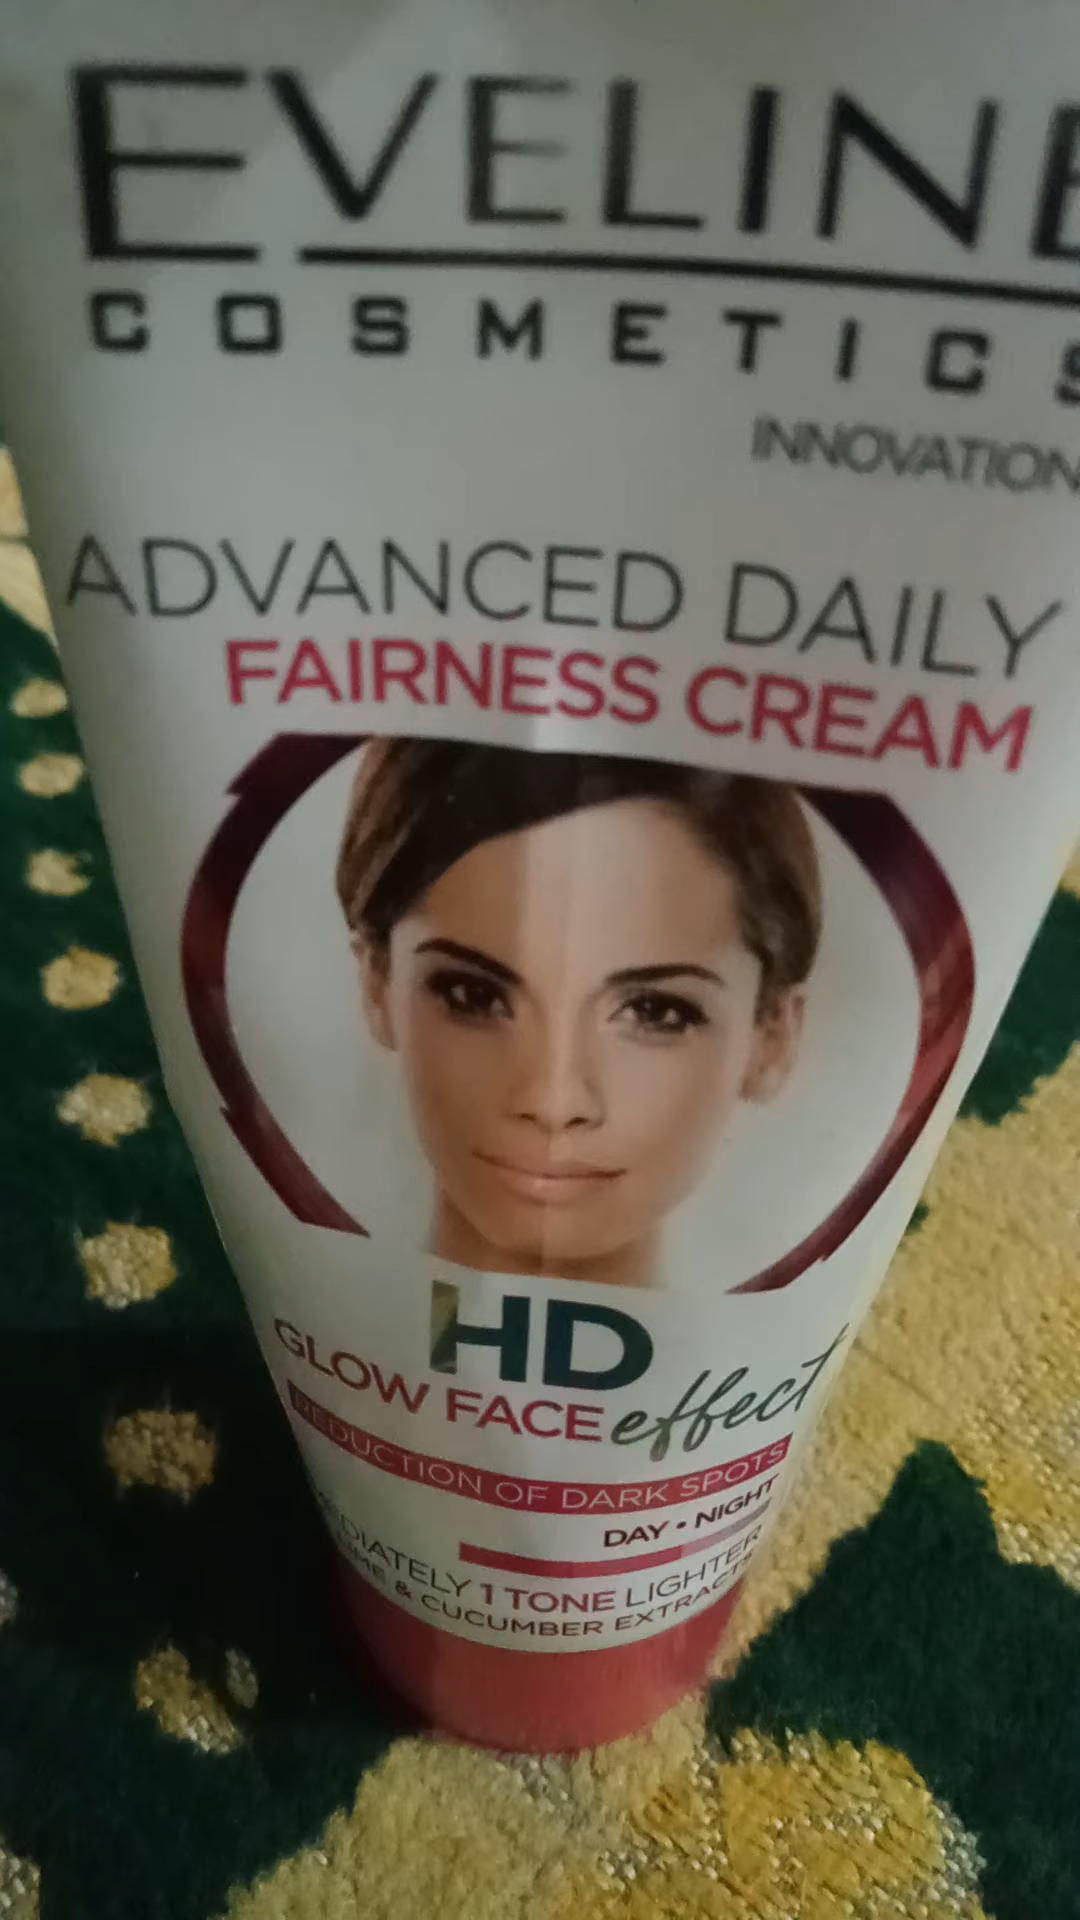 EVELINE
COSMETICS
INNOVATION
ADVANCED DAILY
FAIRNESS CREAM
HD
GLOW FACE effect
REDUCTION OF DARK SPOTS
DAY • NIGHT
1 TONE LIGHTER
& CUCUMBER EXTRACTS